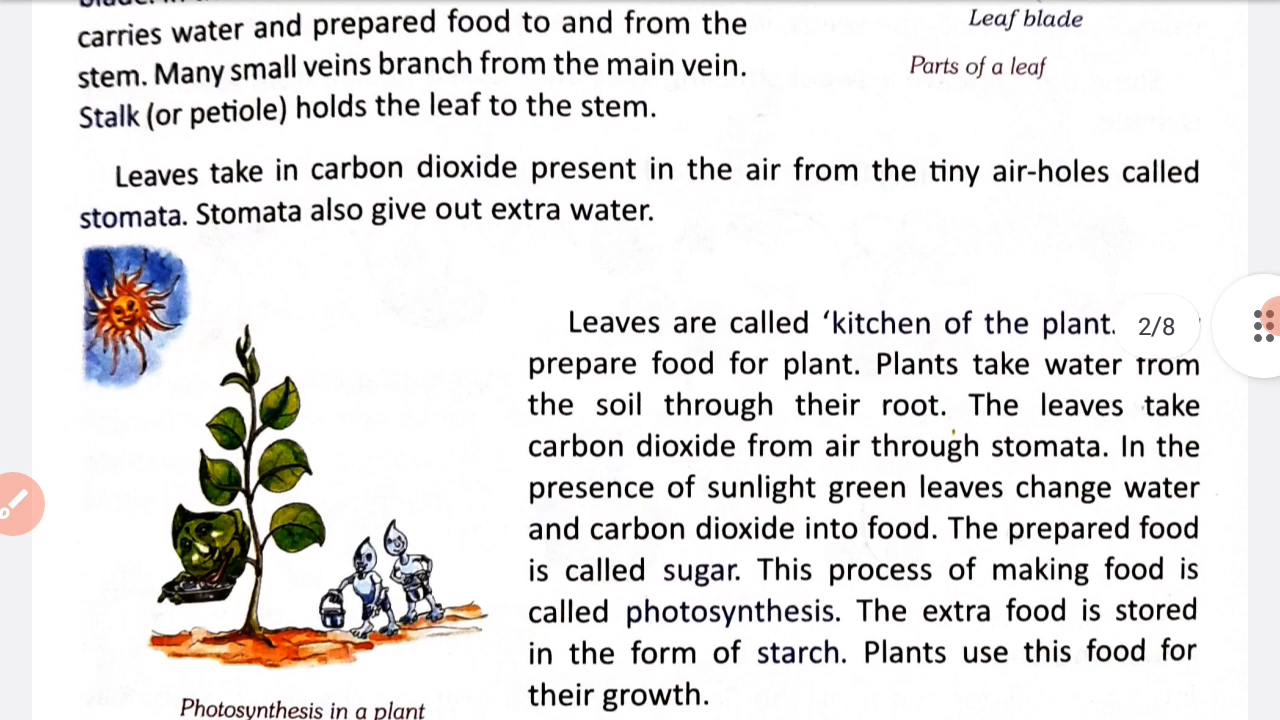 carries water and prepared food to and from the
Leaf blade
stem. Many small veins branch from the main vein.
Parts of a leaf
Stalk (or petiole) holds the leaf to the stem.
Leaves take in carbon dioxide present in the air from the tiny air-holes called
stomata. Stomata also give out extra water.
Leaves are called ‘kitchen of the plant.
2/8
prepare food for plant. Plants take water from
the soil through their root. The leaves take
carbon dioxide from air through stomata. In the
presence of sunlight green leaves change water
and carbon dioxide into food. The prepared food
is called sugar. This process of making food is
called photosynthesis. The extra food is stored
in the form of starch. Plants use this food for
their growth.
Photosynthesis in a plant